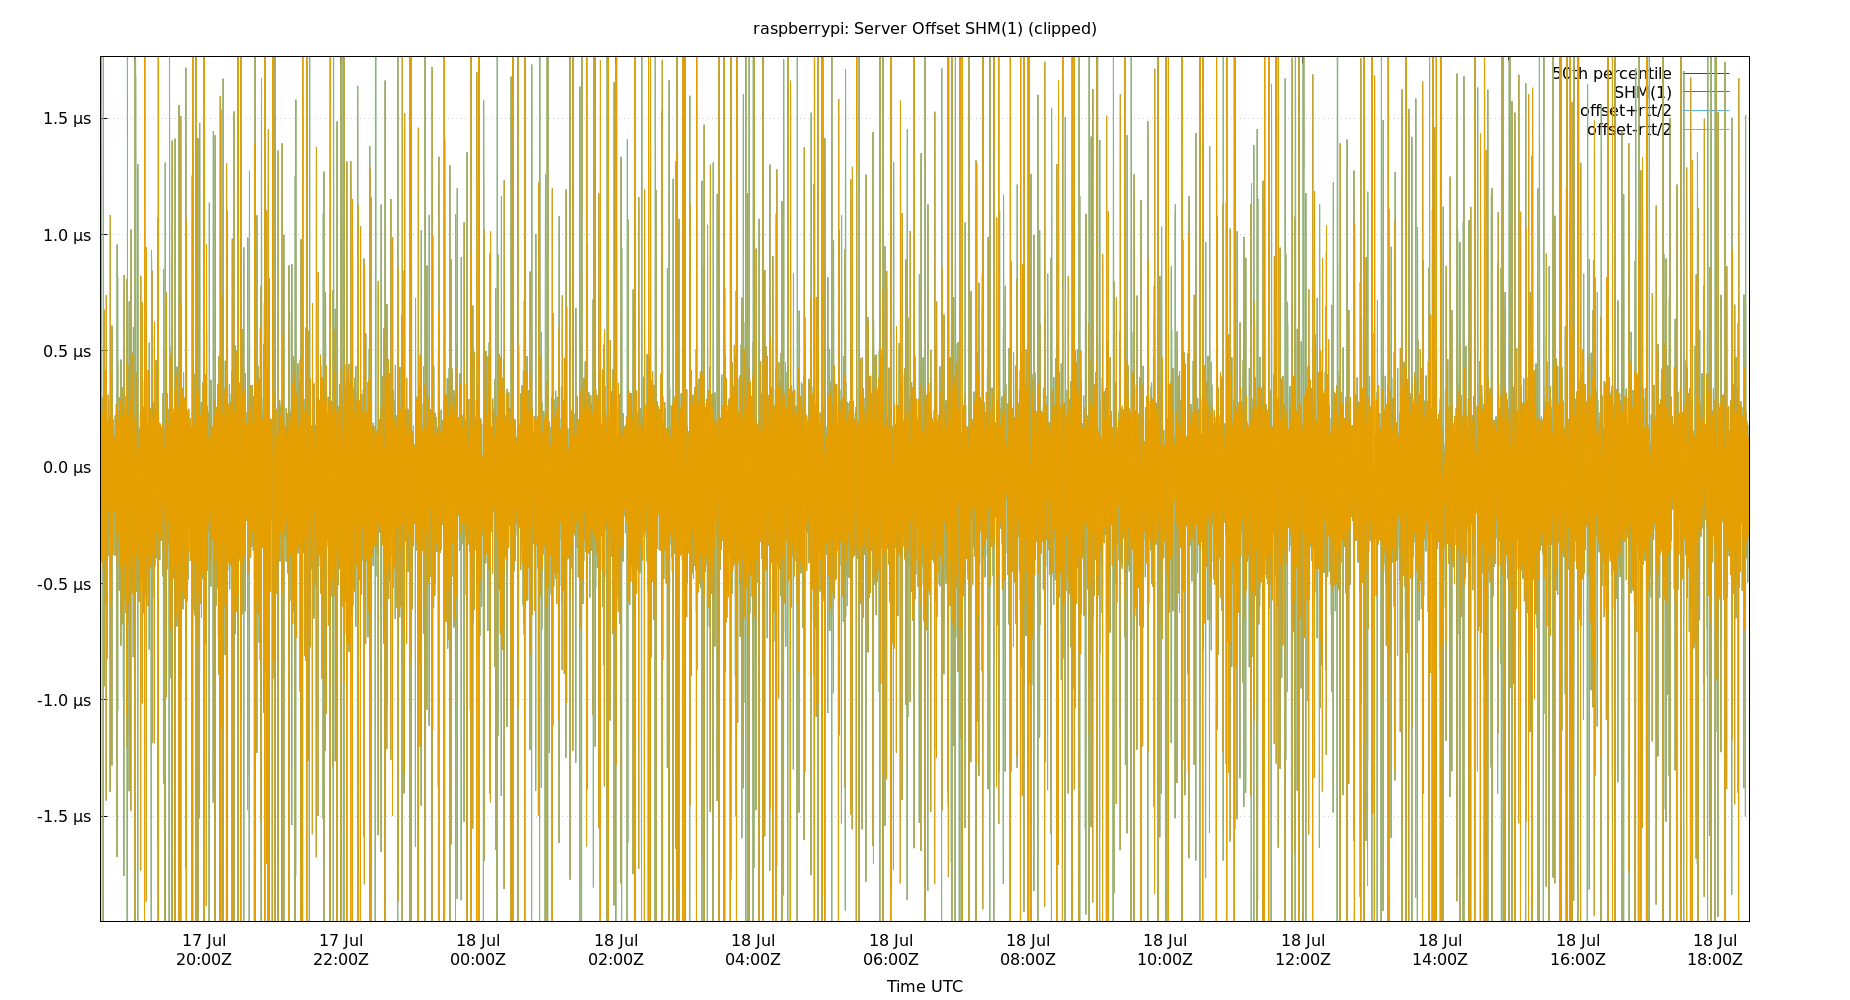 raspberrypi: Server Offset SHM(1) (clipped)
50th percentile
SHM(1)
offset+rtt/2
offset-rtt/2
1.5 µs
1.0 µs
0.5 µs
0.0 µs
-0.5 µs
-1.0 µs
-1.5 µs
17 Jul 17 Jul 18 Jul 18 Jul 18 Jul 18 Jul 18 Jul 18 Jul 18 Jul 18 Jul 18 Jul 18 Jul
20:00Z 22:00Z 00:00Z 02:00Z 04:00Z 06:00Z 08:00Z 10:00Z 12:00Z 14:00Z 16:00Z 18:00Z
Time UTC